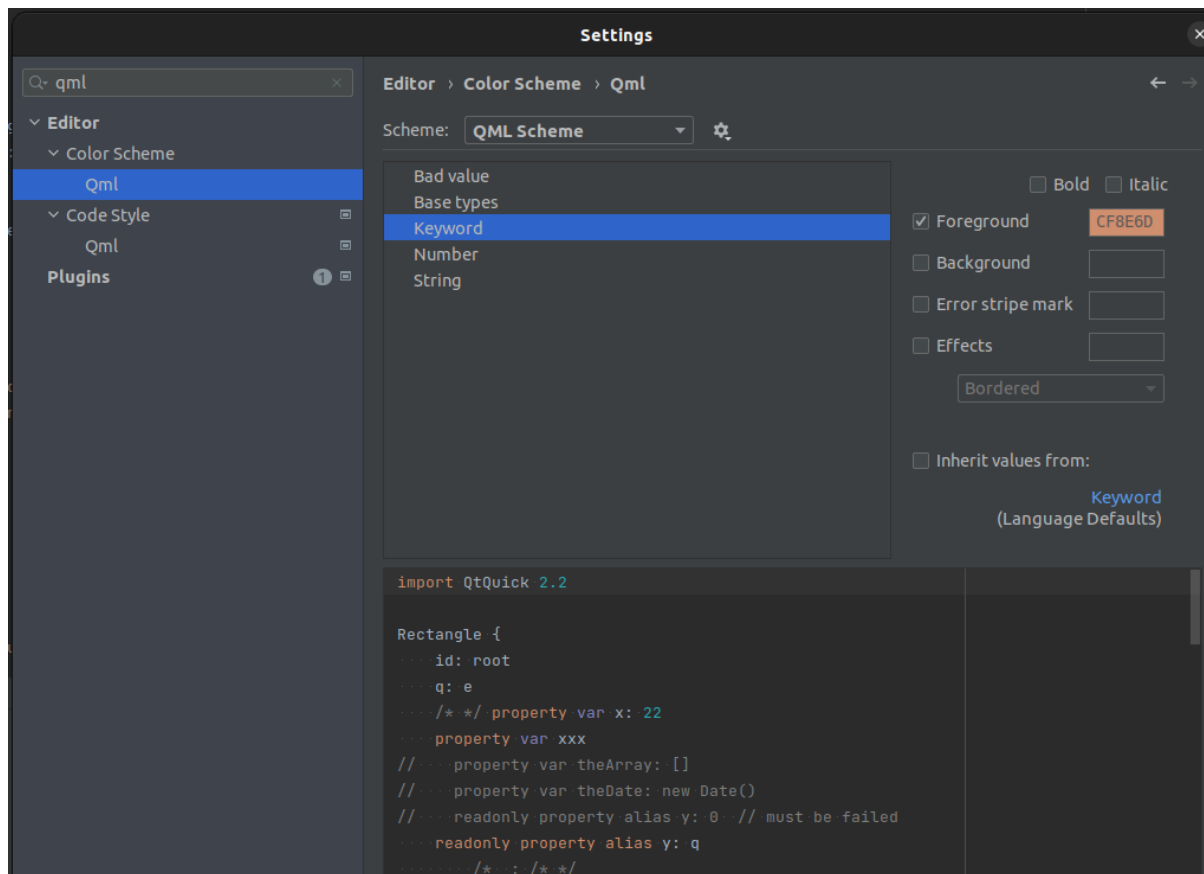 Settings
qml
Editor
Color Scheme
Qml
Code Style
Qml
Plugins
1
Editor › Color Scheme › Qml
Scheme: QML Scheme
Bad value
Base types
Keyword
Number
String
Bold Italic
Foreground CF8E6D
Background
Error stripe mark
Effects
Bordered
Inherit values from:
Keyword
(Language Defaults)
import QtQuick 2.2
Rectangle {
    id: root
    q: e
    /* */ property var x: 22
    property var xxx
//    property var theArray: []
//    property var theDate: new Date()
//    readonly property alias y: 0  // must be failed
    readonly property alias y: q
        /*  : /* */